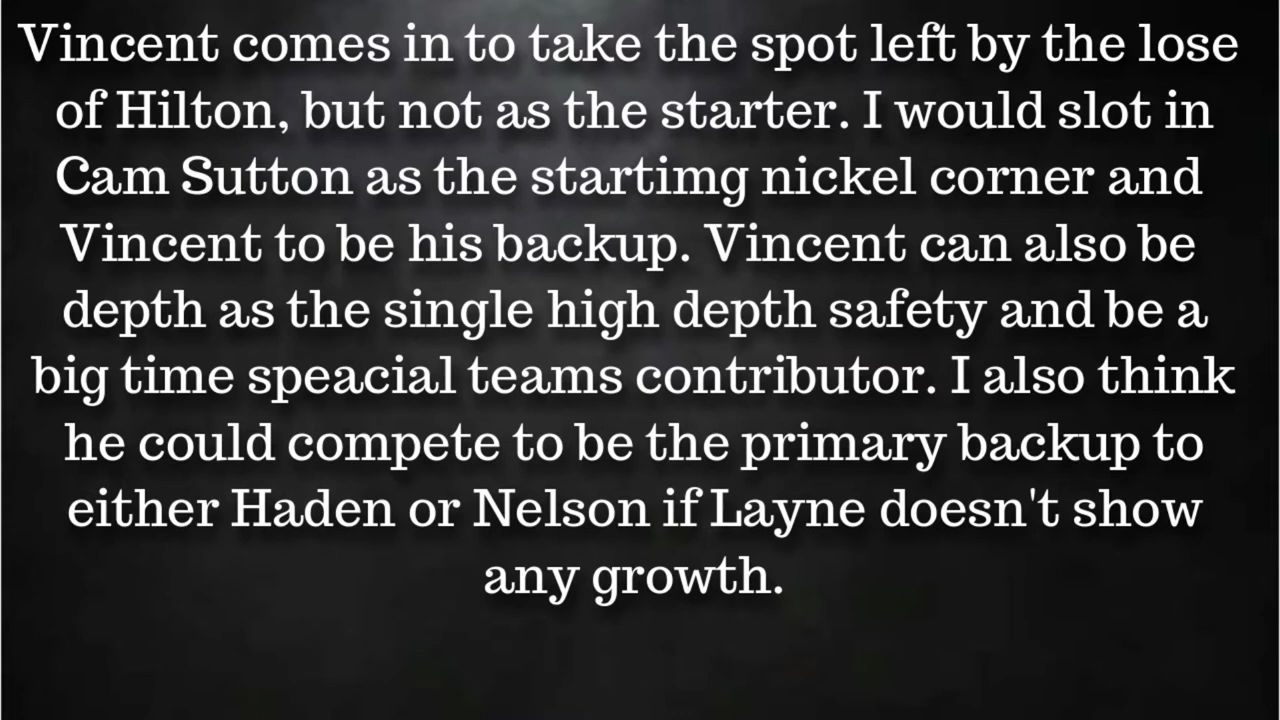 Vincent comes in to take the spot left by the lose
of Hilton, but not as the starter. I would slot in
Cam Sutton as the startimg nickel corner and
Vincent to be his backup. Vincent can also be
depth as the single high depth safety and be a
big time speacial teams contributor. I also think
he could compete to be the primary backup to
either Haden or Nelson if Layne doesn't show
any growth.